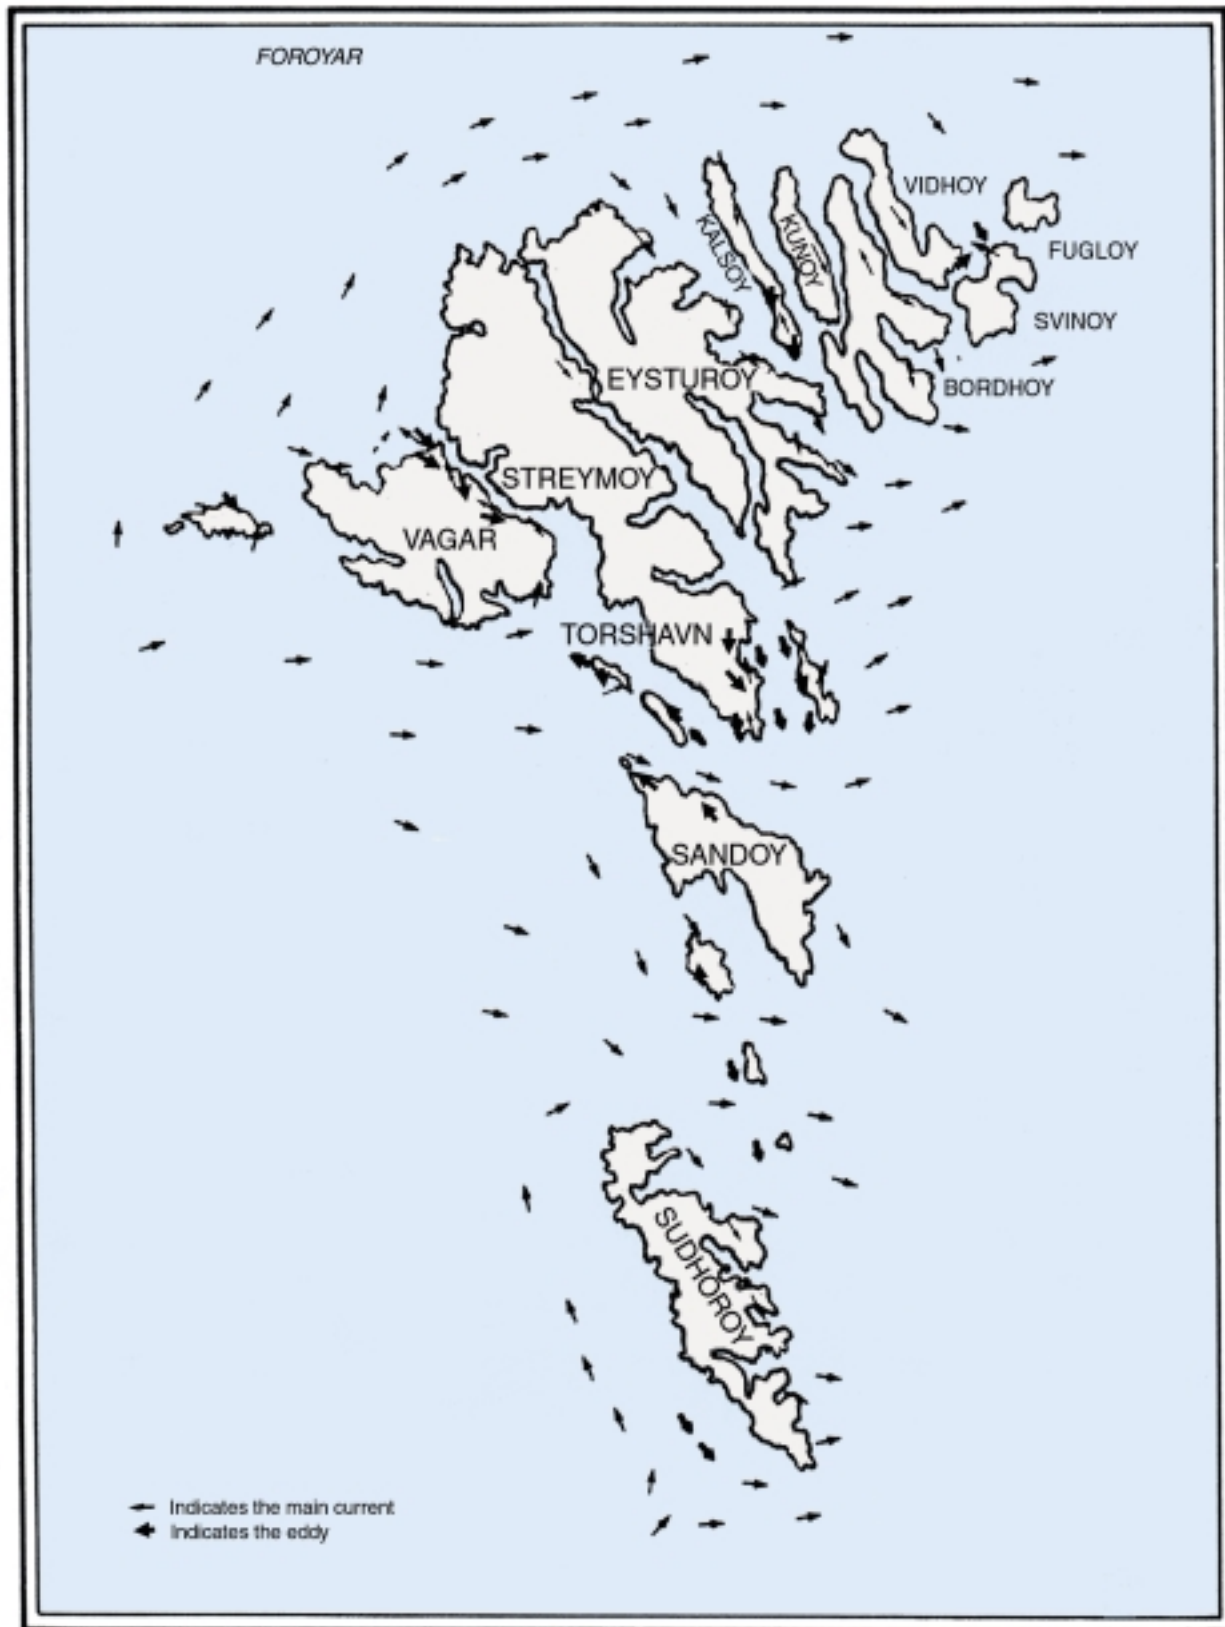 FOROYAR
VIDHOY
KALSOY
KUNOY
FUGLOY
SVINOY
EYSTUROY
BORDHOY
STREYMOY
VAGAR
TORSHAVN
SANDOY
SUDHOROY
Indicates the main current
Indicates the eddy